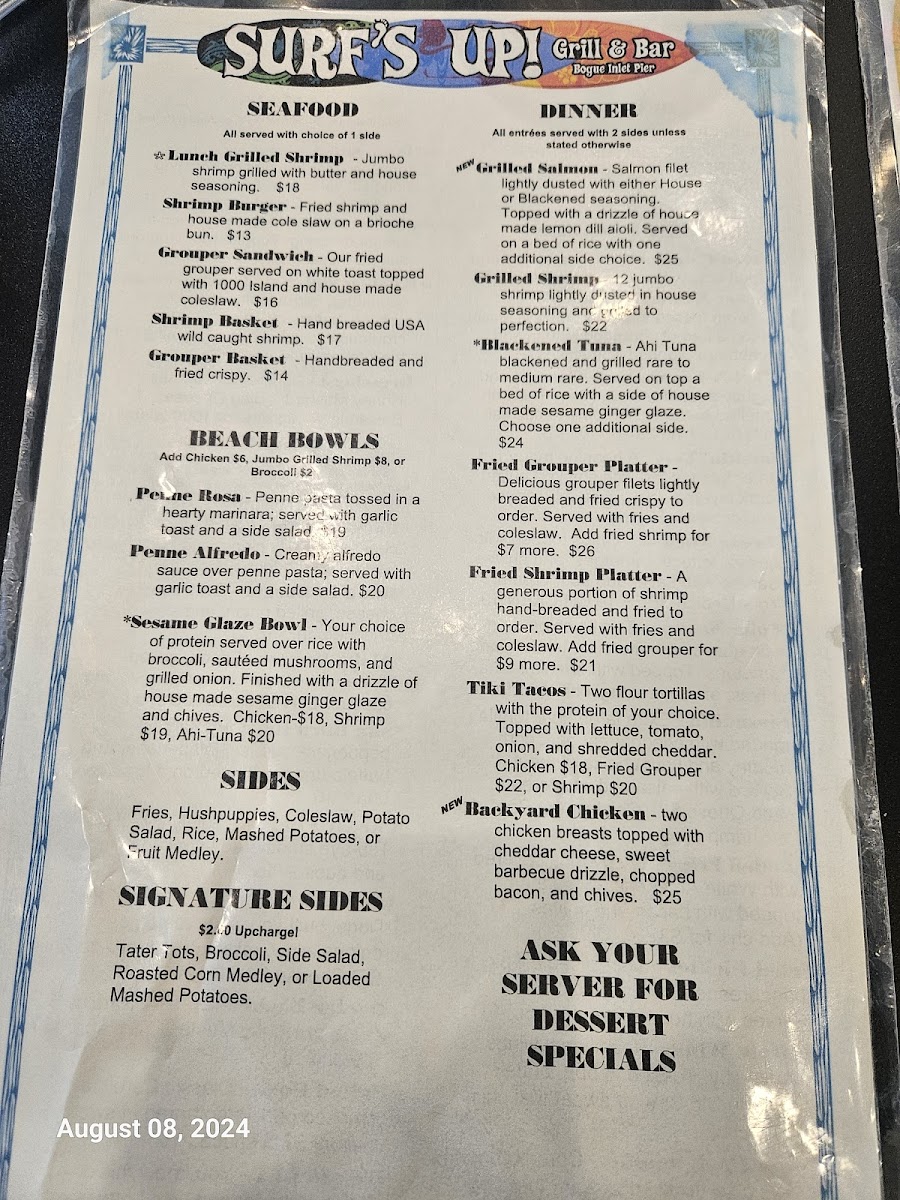 SURF'S UP! Grill & Bar
Bogue Inlet Pier
SEAFOOD
All served with choice of 1 side
☆Lunch Grilled Shrimp - Jumbo
shrimp grilled with butter and house
seasoning. $18
Shrimp Burger - Fried shrimp and
house made cole slaw on a brioche
bun. $13
Grouper Sandwich - Our fried
grouper served on white toast topped
with 1000 Island and house made
coleslaw. $16
Shrimp Basket - Hand breaded USA
wild caught shrimp. $17
Grouper Basket - Handbreaded and
fried crispy. $14
BEACH BOWLS
Add Chicken $6, Jumbo Grilled Shrimp $8, or
Broccoli $2
Penne Rosa - Penne pasta tossed in a
hearty marinara; served with garlic
toast and a side salad. $19
Penne Alfredo - Creamy alfredo
sauce over penne pasta; served with
garlic toast and a side salad. $20
*Sesame Glaze Bowl - Your choice
of protein served over rice with
broccoli, sautéed mushrooms, and
grilled onion. Finished with a drizzle of
house made sesame ginger glaze
and chives. Chicken-$18, Shrimp
$19, Ahi-Tuna $20
SIDES
Fries, Hushpuppies, Coleslaw, Potato
Salad, Rice, Mashed Potatoes, or
Fruit Medley.
SIGNATURE SIDES
Upcharge!
Tater Tots, Broccoli, Side Salad,
Roasted Corn Medley, or Loaded
Mashed Potatoes.
DINNER
All entrées served with 2 sides unless
stated otherwise
NEW Grilled Salmon - Salmon filet
lightly dusted with either House
or Blackened seasoning.
Topped with a drizzle of house
made lemon dill aioli. Served
on a bed of rice with one
additional side choice. $25
Grilled Shrimp - 12 jumbo
shrimp lightly dusted in house
seasoning and grilled to
perfection. $22
*Blackened Tuna - Ahi Tuna
blackened and grilled rare to
medium rare. Served on top a
bed of rice with a side of house
made sesame ginger glaze.
Choose one additional side.
$24
Fried Grouper Platter -
Delicious grouper filets lightly
breaded and fried crispy to
order. Served with fries and
coleslaw. Add fried shrimp for
$7 more. $26
Fried Shrimp Platter - A
generous portion of shrimp
hand-breaded and fried to
order. Served with fries and
coleslaw. Add fried grouper for
$9 more. $21
Tiki Tacos - Two flour tortillas
with the protein of your choice.
Topped with lettuce, tomato,
onion, and shredded cheddar.
Chicken $18, Fried Grouper
$22, or Shrimp $20
NEW Backyard Chicken - two
chicken breasts topped with
cheddar cheese, sweet
barbecue drizzle, chopped
bacon, and chives. $25
ASK YOUR
SERVER FOR
DESSERT
SPECIALS
August 08, 2024